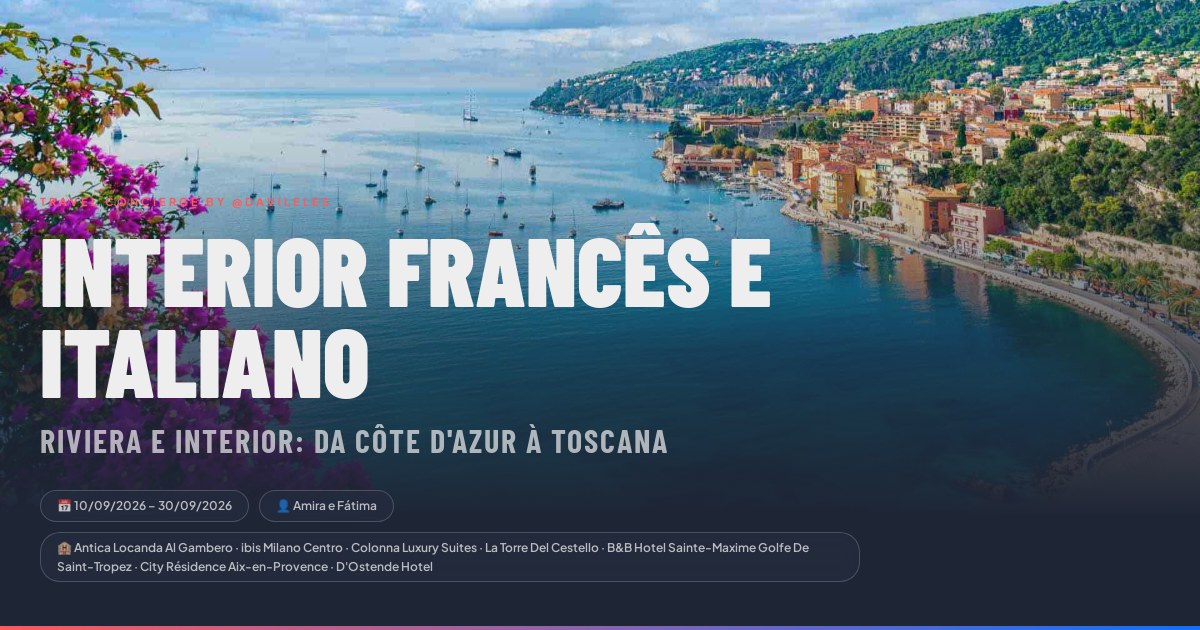 TRAVEL CONCIERGE BY @DAVILELES
INTERIOR FRANCÊS E
ITALIANO
RIVIERA E INTERIOR: DA CÔTE D'AZUR À TOSCANA
10/09/2026 – 30/09/2026
Amira e Fátima
Antica Locanda Al Gambero · ibis Milano Centro · Colonna Luxury Suites · La Torre Del Cestello · B&B Hotel Sainte-Maxime Golfe De
Saint-Tropez · City Résidence Aix-en-Provence · D'Ostende Hotel